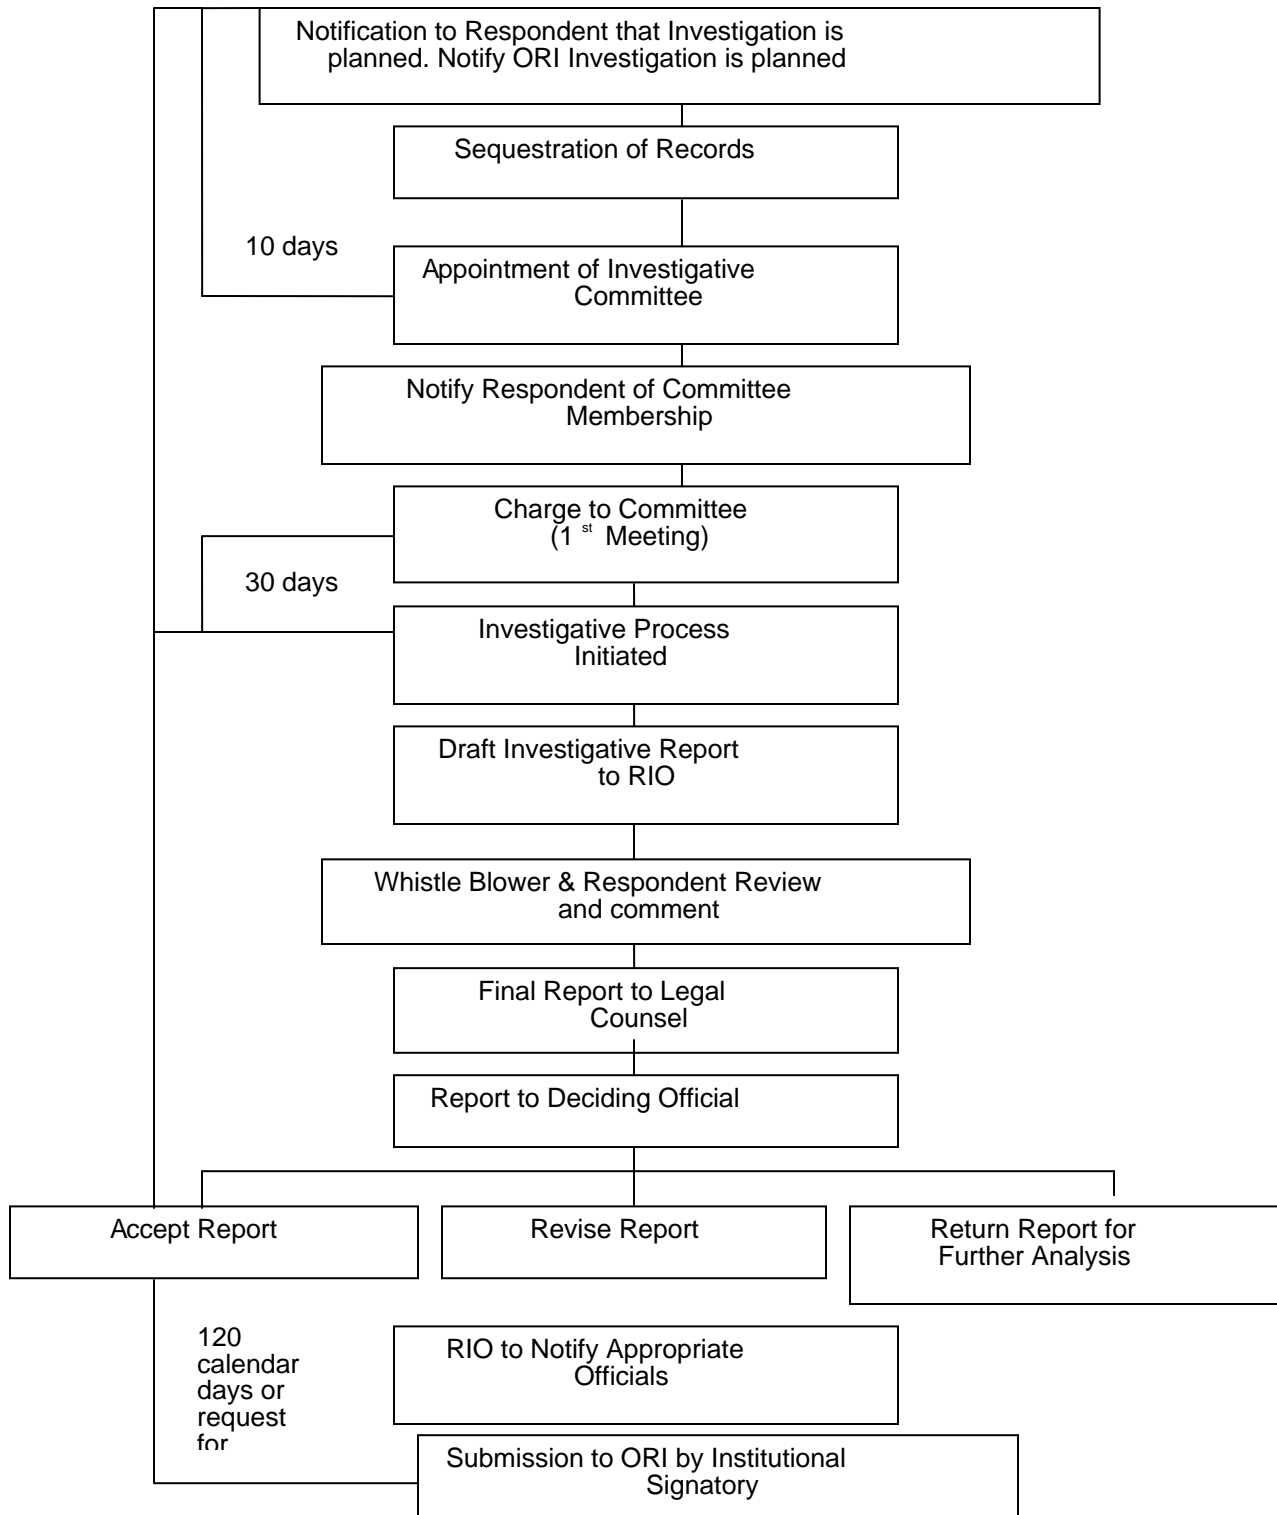 Notification to Respondent that Investigation is
planned. Notify ORI Investigation is planned
Sequestration of Records
10 days
Appointment of Investigative
Committee
Notify Respondent of Committee
Membership
Charge to Committee
(1 st Meeting)
30 days
Investigative Process
Initiated
Draft Investigative Report
to RIO
Whistle Blower & Respondent Review
and comment
Final Report to Legal
Counsel
Report to Deciding Official
Accept Report
Revise Report
Return Report for
Further Analysis
120
calendar
days or
request
for
RIO to Notify Appropriate
Officials
Submission to ORI by Institutional
Signatory